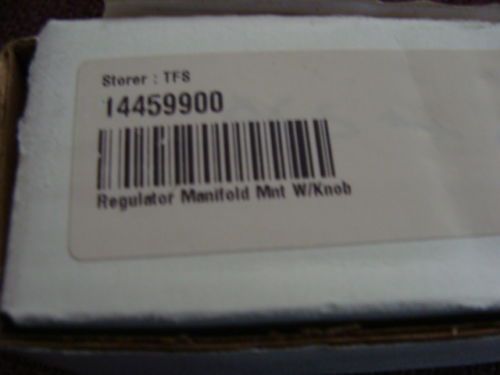 Storer : TFS
14459900
Regulator Manifold Mnt W/Knob